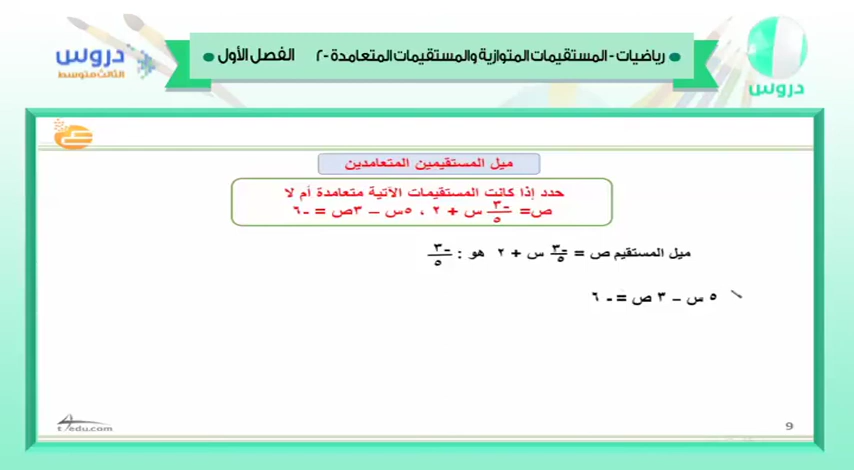 رياضيات - المستقيمات المتوازية والمستقيمات المتعامدة -٢ الفصل الأول
دروس
الثالث متوسط
دروس
ميل المستقيمين المتعامدين
حدد إذا كانت المستقيمات الآتية متعامدة أم لا
ص= -٣/٥ س + ٢ ، ٥س – ٣ص = -٦
ميل المستقيم ص = -٣/٥ س + ٢ هو : -٣/٥
٥ س – ٣ ص = - ٦
t4edu.com
9